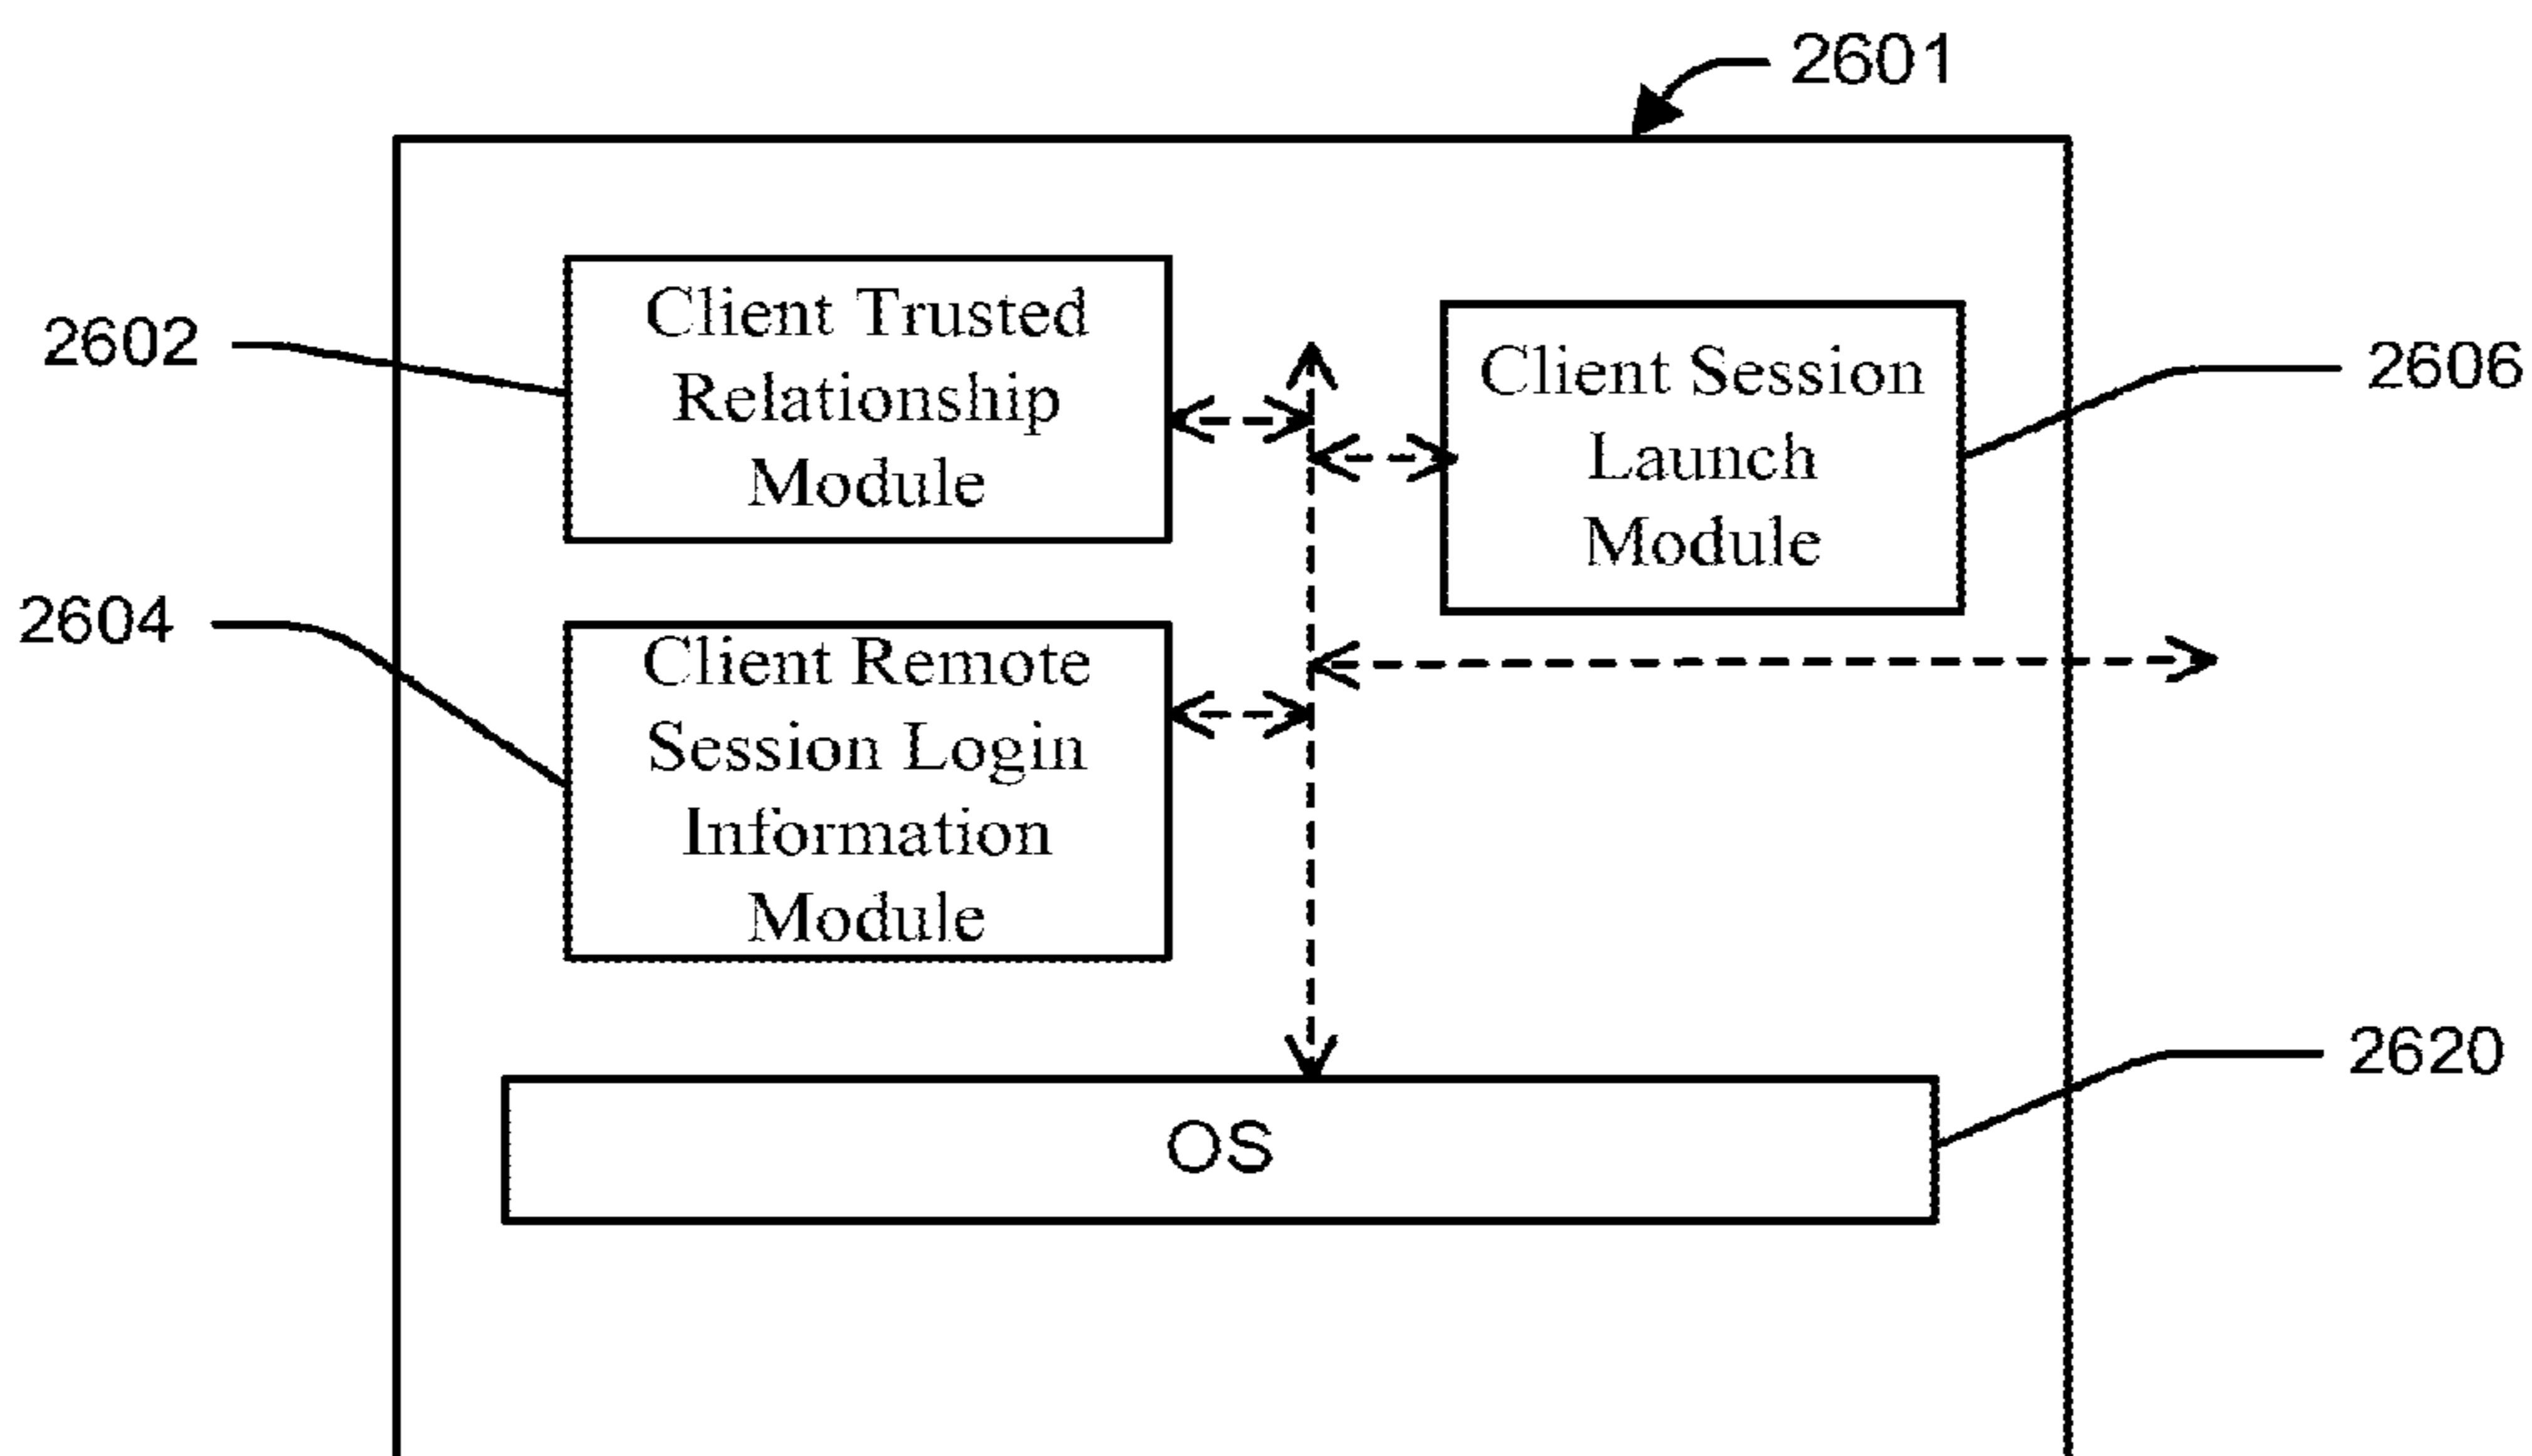 2601
2602
Client Trusted
Relationship
Module
Client Session
Launch
Module
2606
2604
Client Remote
Session Login
Information
Module
2620
OS